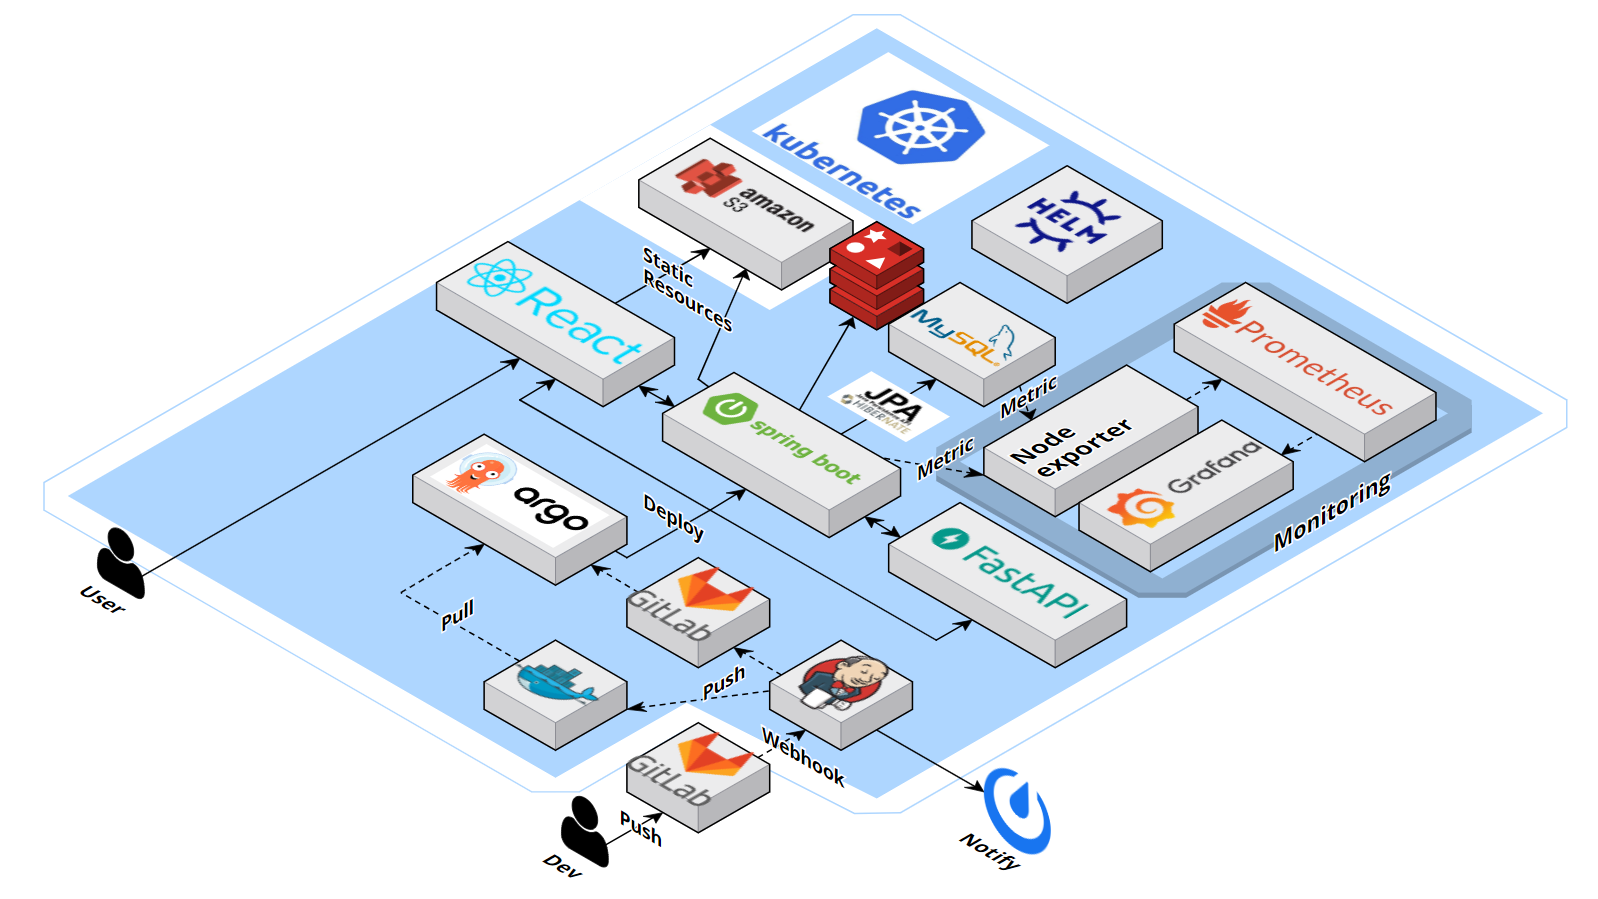 kubernetes
amazon
S3
HELM
Static
Resources
React
MySQL
Prometheus
JPA
HIBERNATE
Metric
spring boot
Node
exporter
Metric
Grafana
argo
Deploy
Monitoring
FastAPI
User
Pull
GitLab
Push
Webhook
GitLab
Push
Dev
Notify